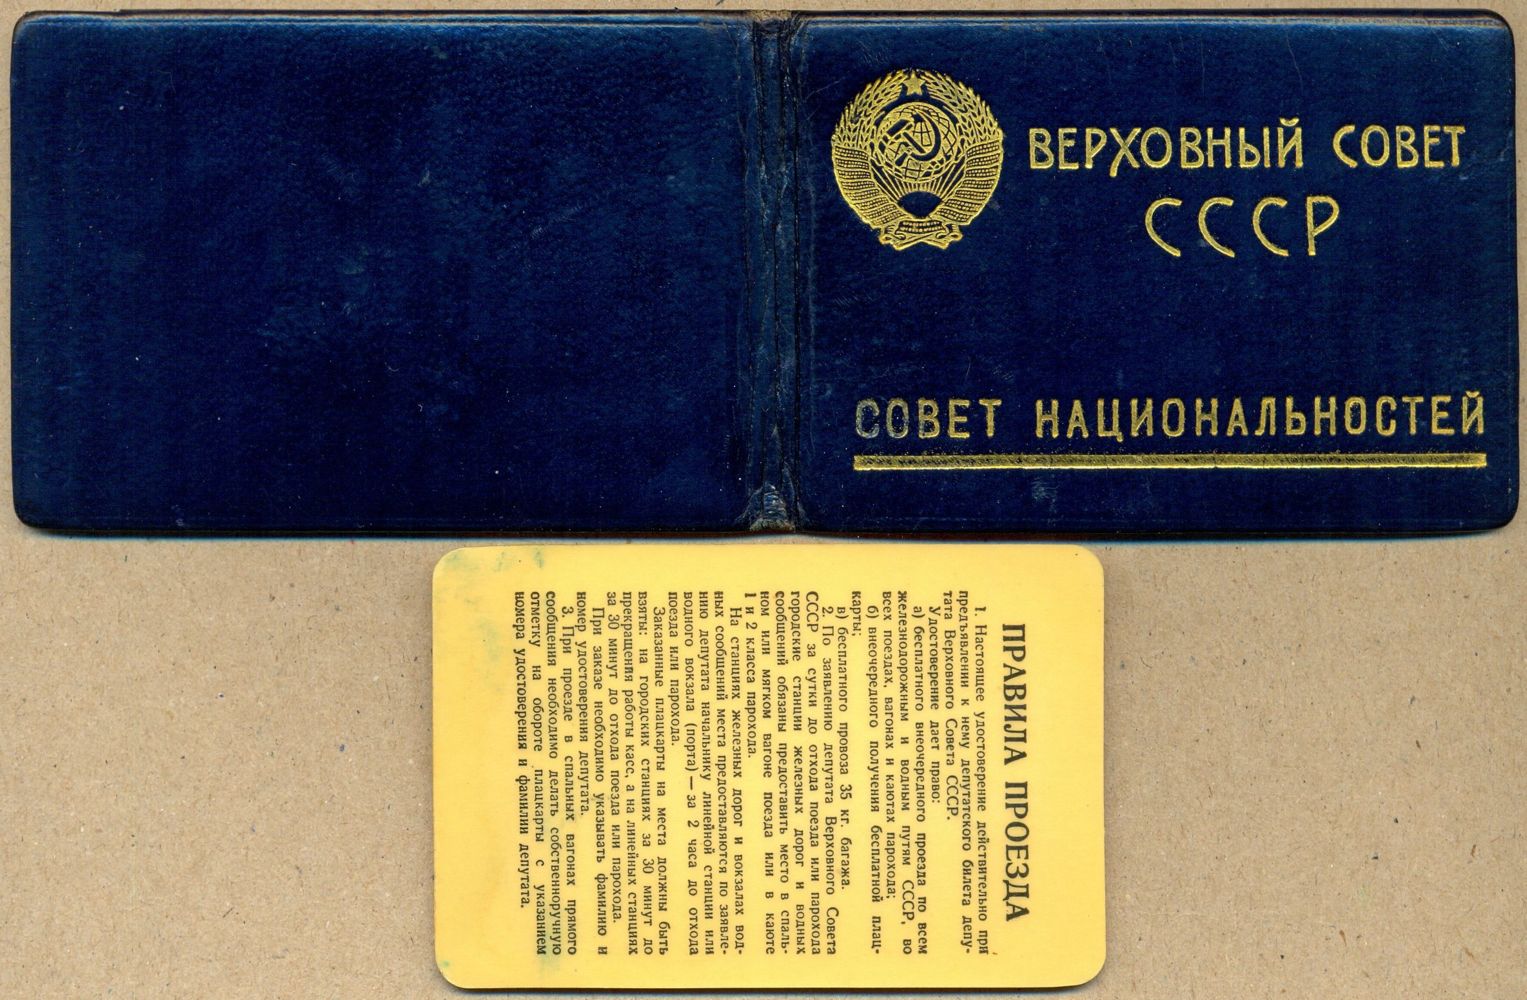 ВЕРХОВНЫЙ СОВЕТ
СССР
СОВЕТ НАЦИОНАЛЬНОСТЕЙ
ПРАВИЛА ПРОЕЗДА
1. Настоящее удостоверение действительно при
предъявлении к нему депутатского билета депу-
тата Верховного Совета СССР.
Удостоверение дает право:
а) бесплатного внеочередного проезда по всем
железнодорожным и водным путям СССР, во
всех поездах, вагонах и каютах парохода;
б) внеочередного получения бесплатной плац-
карты;
в) бесплатного провоза 35 кг. багажа.
2. По заявлению депутата Верховного Совета
СССР за сутки до отхода поезда или парохода
городские станции железных дорог и водных
сообщений обязаны предоставить место в спаль-
ном или мягком вагоне поезда или в каюте
1 и 2 класса парохода.
На станциях железных дорог и вокзалах вод-
ных сообщений места предоставляются по заявле-
нию депутата начальнику линейной станции или
водного вокзала (порта) — за 2 часа до отхода
поезда или парохода.
Заказанные плацкарты на места должны быть
взяты: на городских станциях за 30 минут до
прекращения работы касс, а на линейных станциях
за 30 минут до отхода поезда или парохода.
При заказе необходимо указывать фамилию и
номер удостоверения депутата.
3. При проезде в спальных вагонах прямого
сообщения необходимо делать собственноручную
отметку на обороте плацкарты с указанием
номера удостоверения и фамилии депутата.